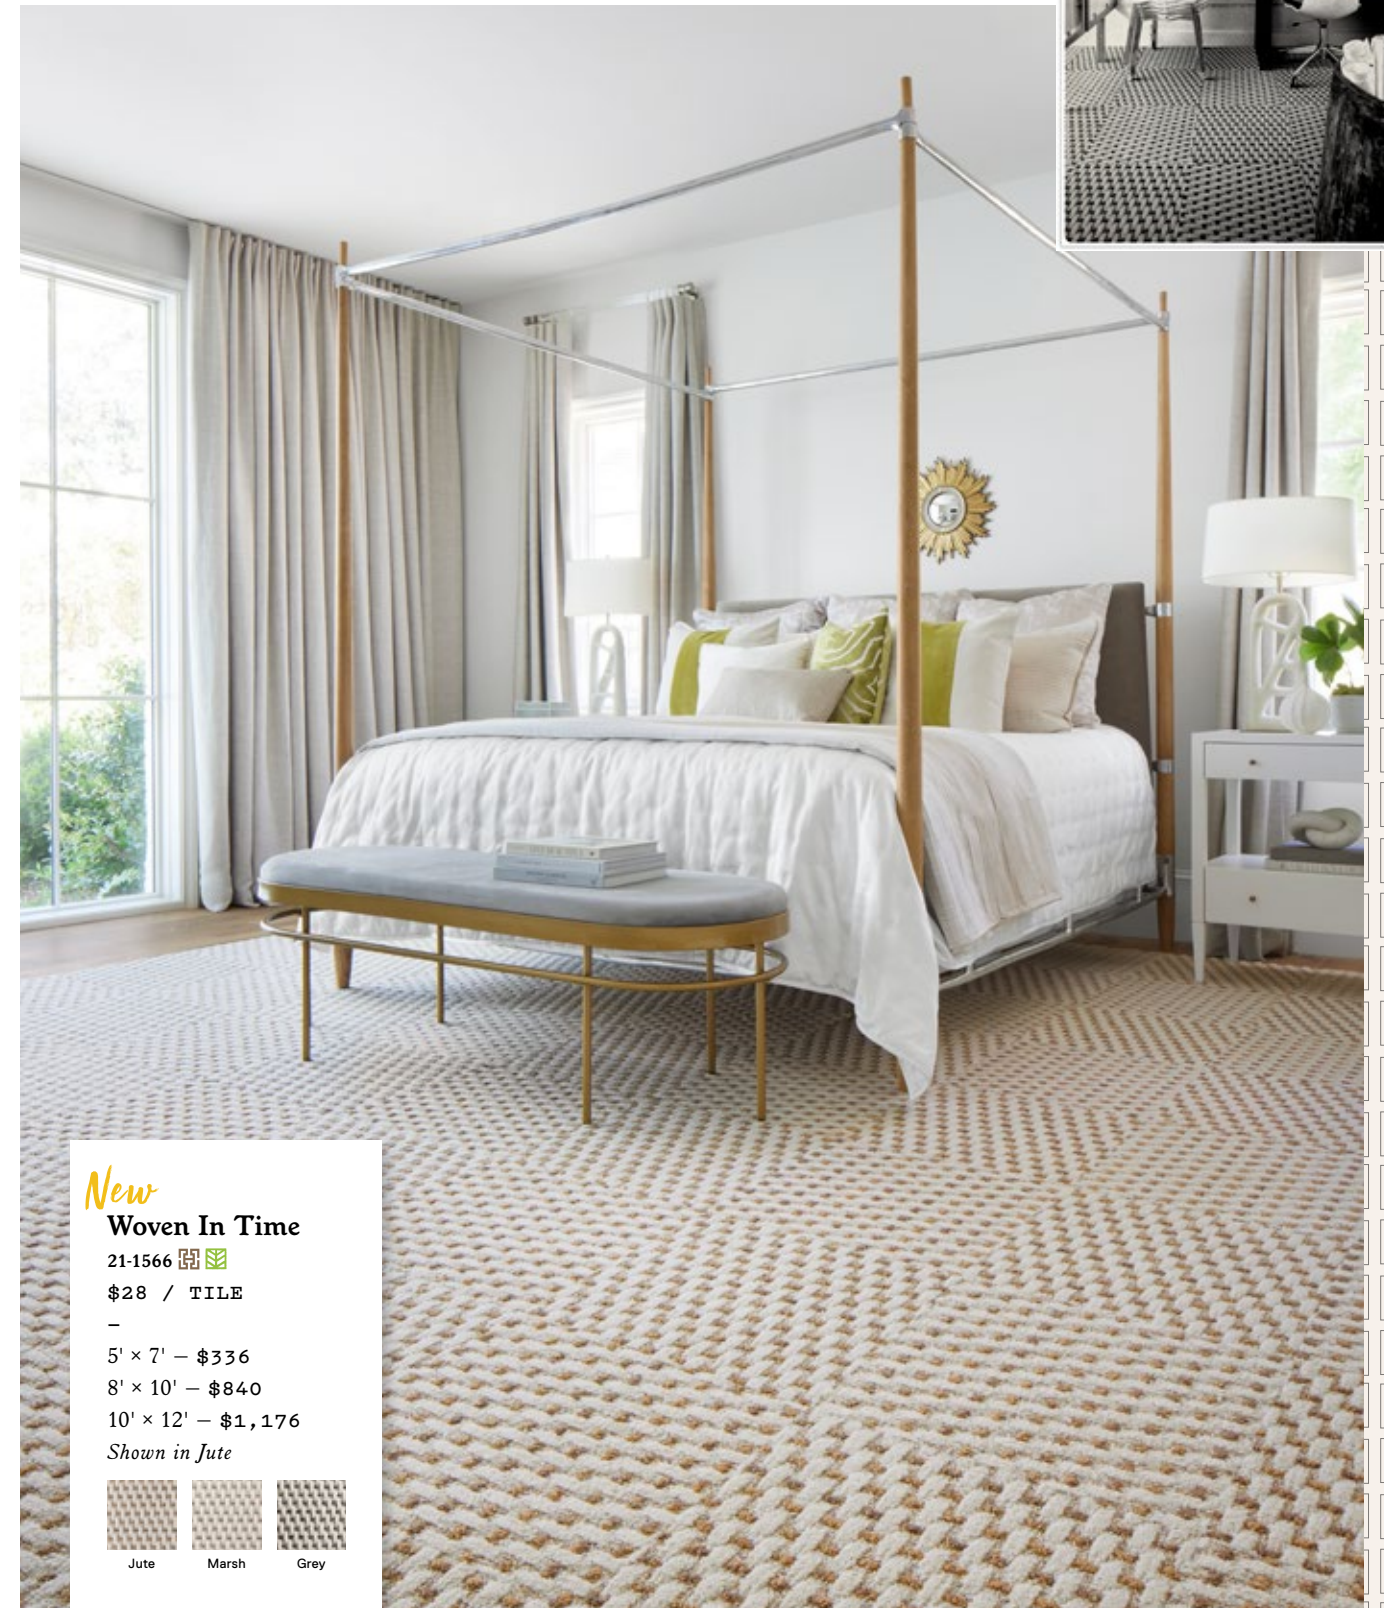 New
Woven In Time
21-1566
$28 / TILE
–
5' × 7' – $336
8' × 10' – $840
10' × 12' – $1,176
Shown in Jute
Jute Marsh Grey